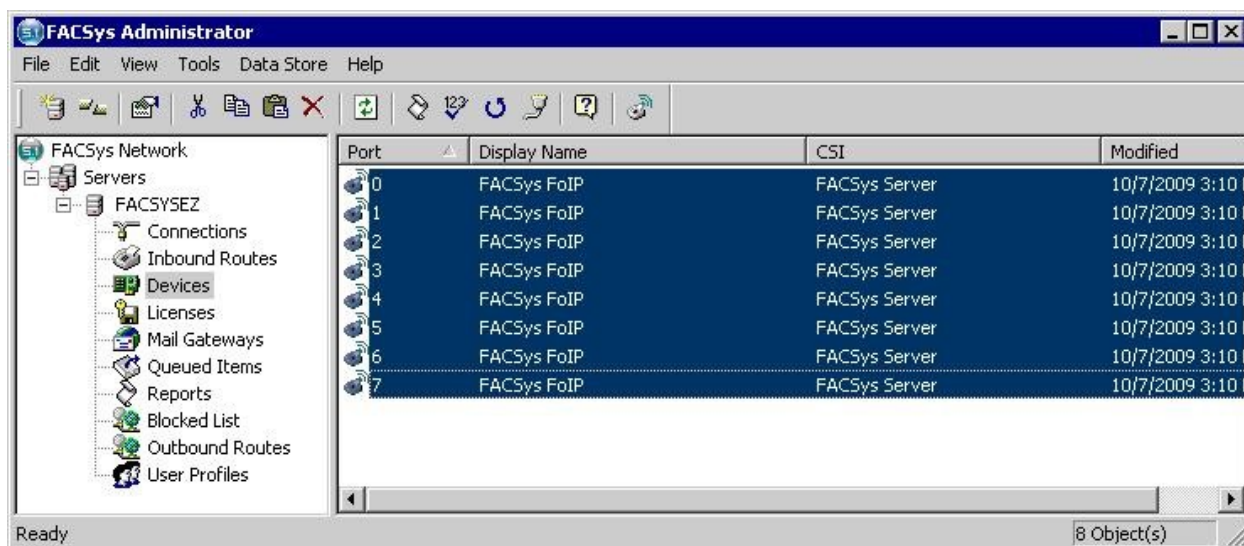 FACSys Administrator
File Edit View Tools Data Store Help
FACSys Network
Servers
FACSYSEZ
Connections
Inbound Routes
Devices
Licenses
Mail Gateways
Queued Items
Reports
Blocked List
Outbound Routes
User Profiles
Port Display Name CSI Modified
0 FACSys FoIP FACSys Server 10/7/2009 3:10
1 FACSys FoIP FACSys Server 10/7/2009 3:10
2 FACSys FoIP FACSys Server 10/7/2009 3:10
3 FACSys FoIP FACSys Server 10/7/2009 3:10
4 FACSys FoIP FACSys Server 10/7/2009 3:10
5 FACSys FoIP FACSys Server 10/7/2009 3:10
6 FACSys FoIP FACSys Server 10/7/2009 3:10
7 FACSys FoIP FACSys Server 10/7/2009 3:10
Ready 8 Object(s)